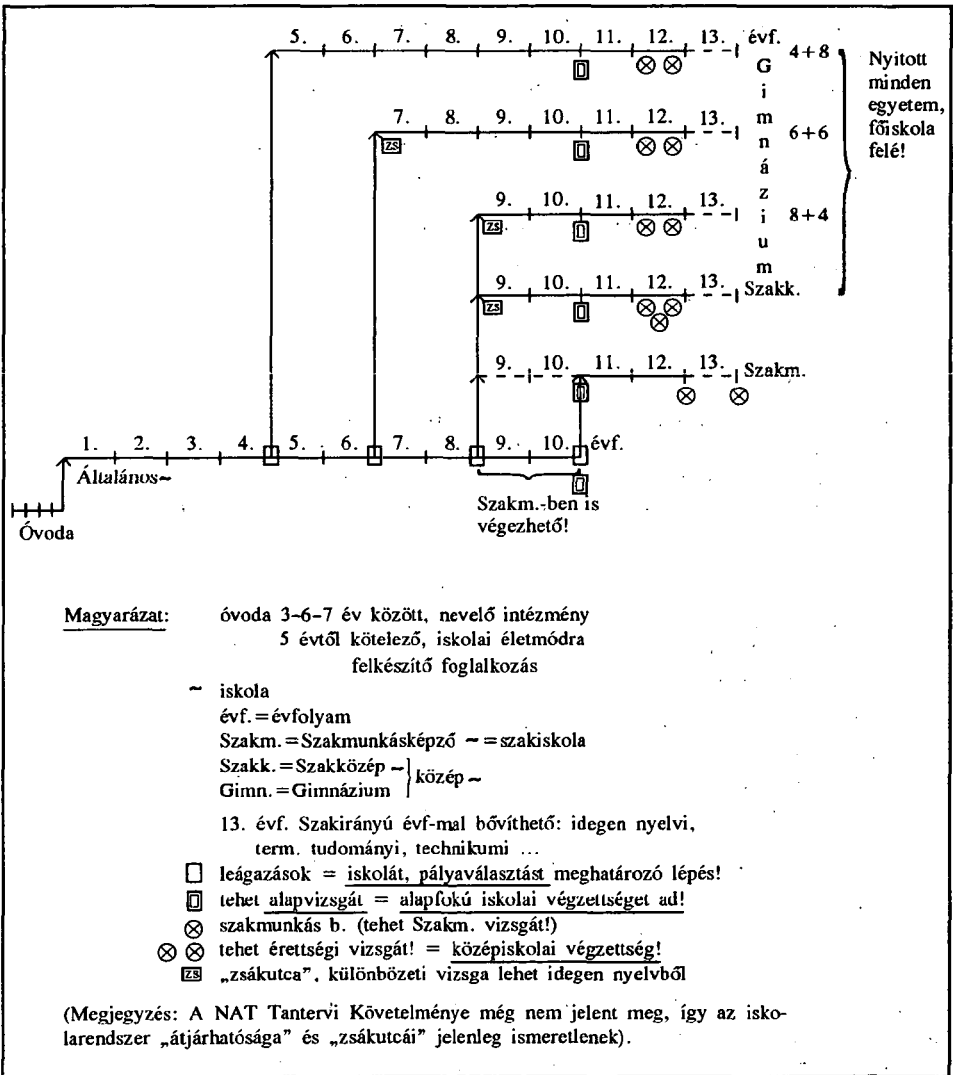 5. 6. 7. 8. 9. 10. 11. 12. 13. évf. 4+8
Gimnázium
Nyitott
minden
egyetem,
főiskola
felé!
7. 8. 9. 10. 11. 12. 13. 6+6
zs
9. 10. 11. 12. 13. 8+4
zs
9. 10. 11. 12. 13. Szakk.
zs
9. 10. 11. 12. 13. Szakm.
1. 2. 3. 4. 5. 6. 7. 8. 9. 10. évf.
Általános~
Óvoda
Szakm.-ben is
végezhető!
Magyarázat: óvoda 3-6-7 év között, nevelő intézmény
5 évtől kötelező, iskolai életmódra
felkészítő foglalkozás
~ iskola
évf.=évfolyam
Szakm.=Szakmunkásképző ~ =szakiskola
Szakk.=Szakközép ~
Gimn.=Gimnázium } közép ~
13. évf. Szakirányú évf-mal bővíthető: idegen nyelvi,
term. tudományi, technikumi ...
leágazások = iskolát, pályaválasztást meghatározó lépés!
tehet alapvizsgát = alapfokú iskolai végzettséget ad!
szakmunkás b. (tehet Szakm. vizsgát!)
tehet érettségi vizsgát! = középiskolai végzettség!
zs „zsákutca”, különbözeti vizsga lehet idegen nyelvből
(Megjegyzés: A NAT Tantervi Követelménye még nem jelent meg, így az isko-
larendszer „átjárhatósága” és „zsákutcái” jelenleg ismeretlenek).